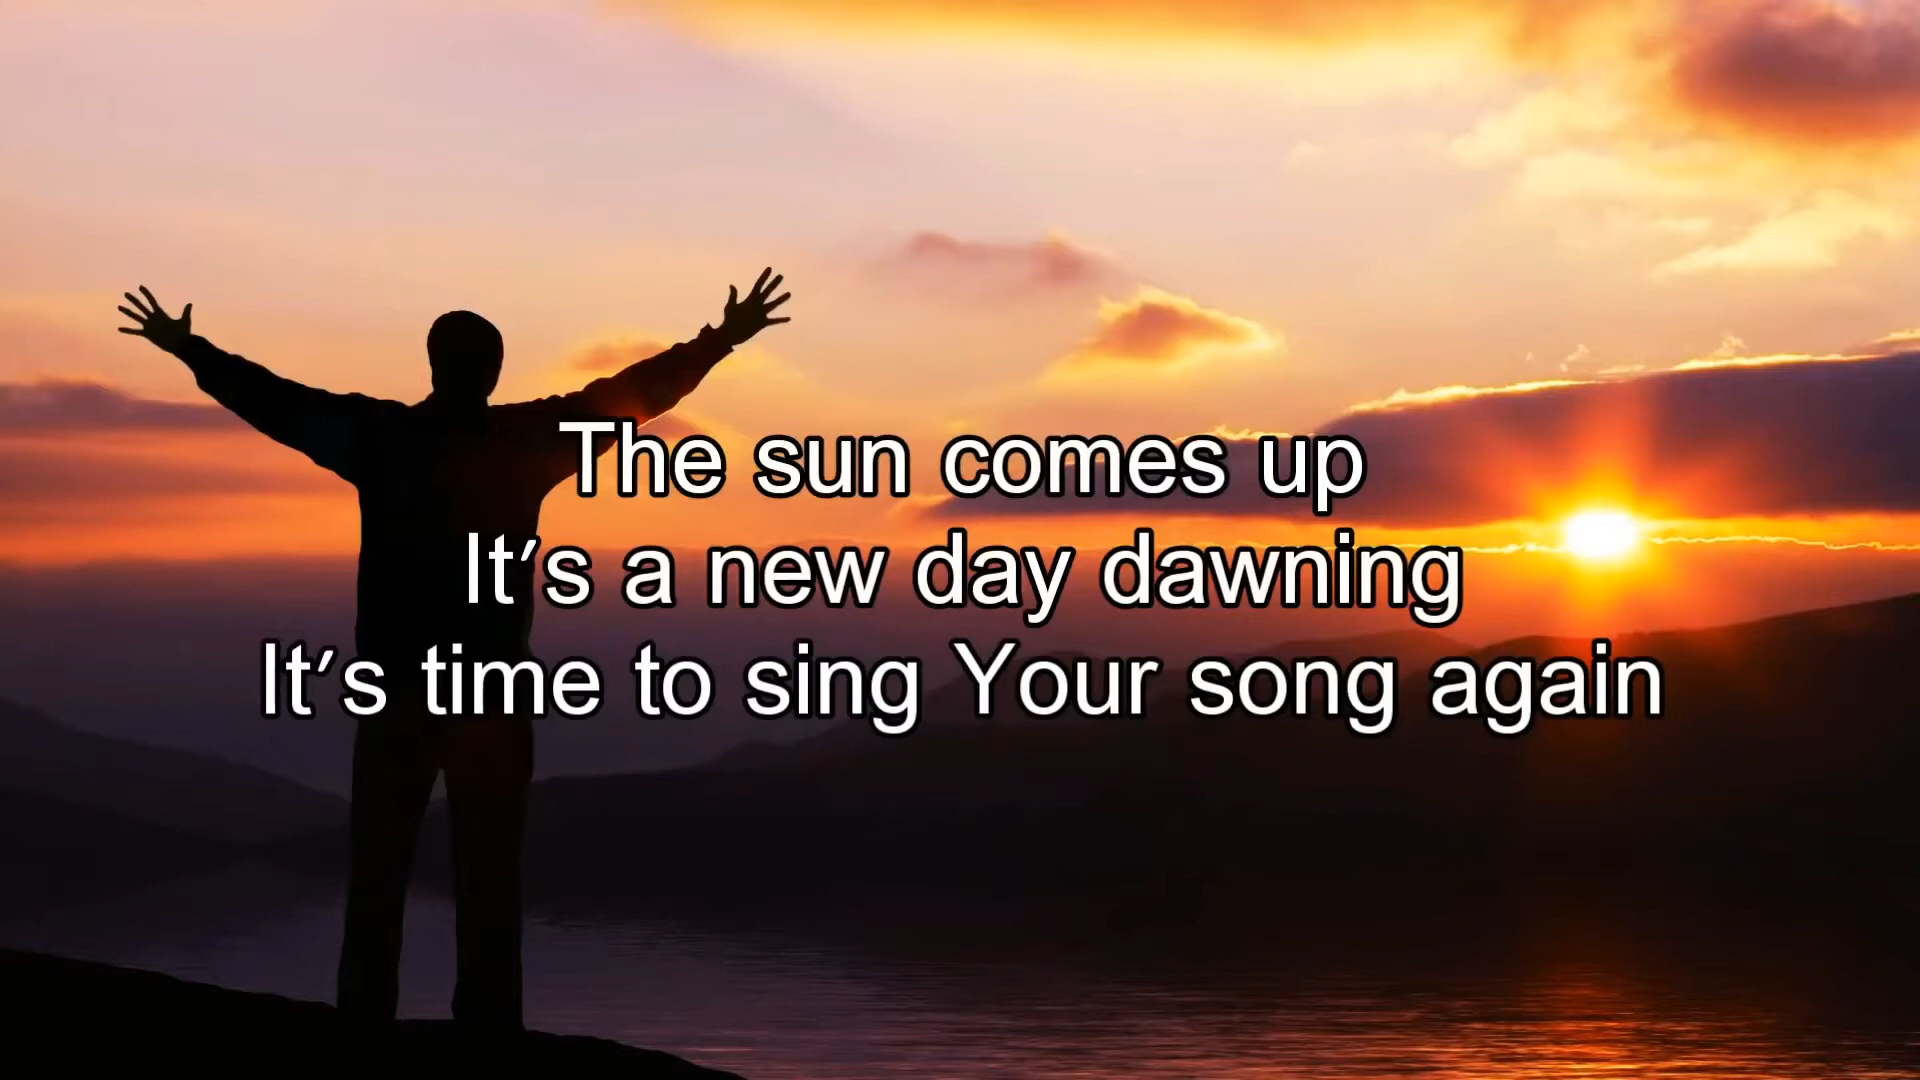 The sun comes up
It's a new day dawning
It's time to sing Your song again